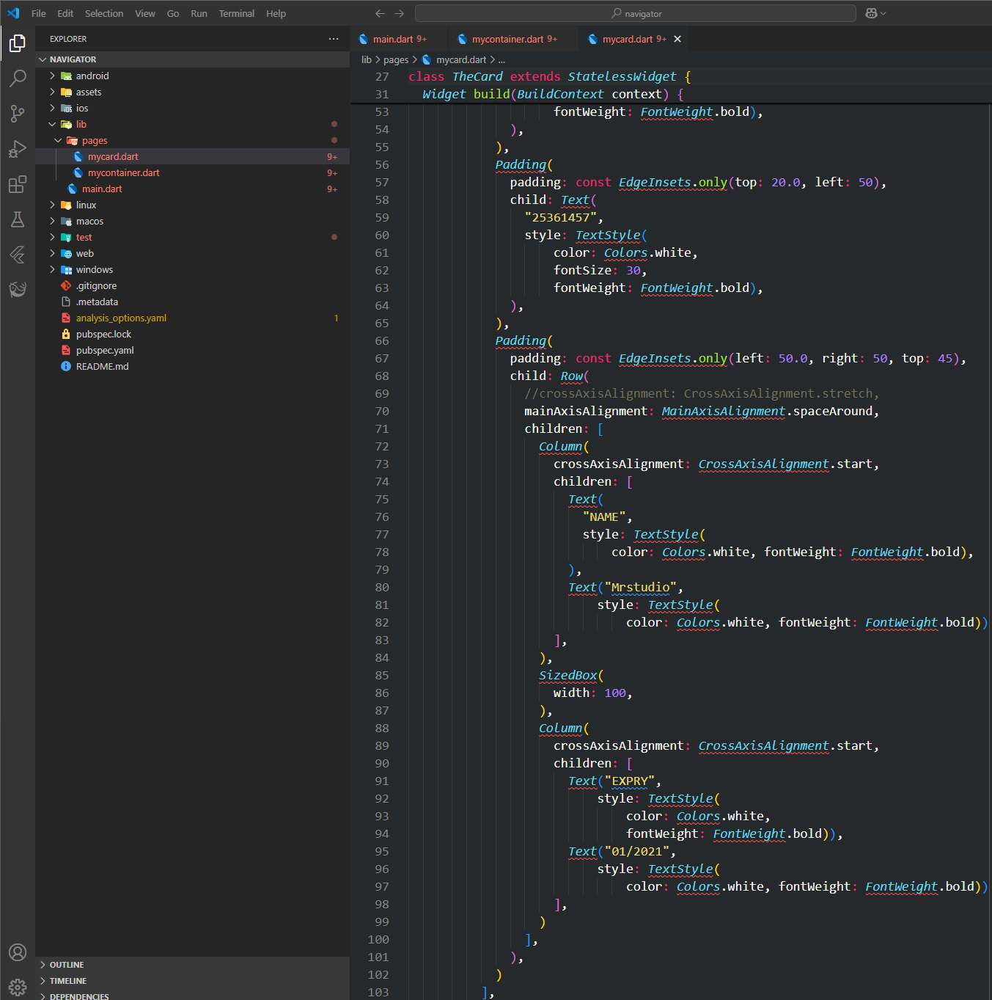 File Edit Selection View Go Run Terminal Help
navigator
EXPLORER
NAVIGATOR
android
assets
ios
lib
pages
mycard.dart 9+
mycontainer.dart 9+
main.dart 9+
linux
macos
test
web
windows
.gitignore
.metadata
analysis_options.yaml 1
pubspec.lock
pubspec.yaml
README.md
OUTLINE
TIMELINE
DEPENDENCIES
main.dart 9+ mycontainer.dart 9+ mycard.dart 9+
lib > pages > mycard.dart > ...
27 class TheCard extends StatelessWidget {
31 Widget build(BuildContext context) {
53 fontWeight: FontWeight.bold),
54 ),
55 ),
56 Padding(
57 padding: const EdgeInsets.only(top: 20.0, left: 50),
58 child: Text(
59 "25361457",
60 style: TextStyle(
61 color: Colors.white,
62 fontSize: 30,
63 fontWeight: FontWeight.bold),
64 ),
65 ),
66 Padding(
67 padding: const EdgeInsets.only(left: 50.0, right: 50, top: 45),
68 child: Row(
69 //crossAxisAlignment: CrossAxisAlignment.stretch,
70 mainAxisAlignment: MainAxisAlignment.spaceAround,
71 children: [
72 Column(
73 crossAxisAlignment: CrossAxisAlignment.start,
74 children: [
75 Text(
76 "NAME",
77 style: TextStyle(
78 color: Colors.white, fontWeight: FontWeight.bold),
79 ),
80 Text("Mrstudio",
81 style: TextStyle(
82 color: Colors.white, fontWeight: FontWeight.bold))
83 ],
84 ),
85 SizedBox(
86 width: 100,
87 ),
88 Column(
89 crossAxisAlignment: CrossAxisAlignment.start,
90 children: [
91 Text("EXPRY",
92 style: TextStyle(
93 color: Colors.white,
94 fontWeight: FontWeight.bold)),
95 Text("01/2021",
96 style: TextStyle(
97 color: Colors.white, fontWeight: FontWeight.bold))
98 ],
99 )
100 ],
101 ),
102 )
103 ],